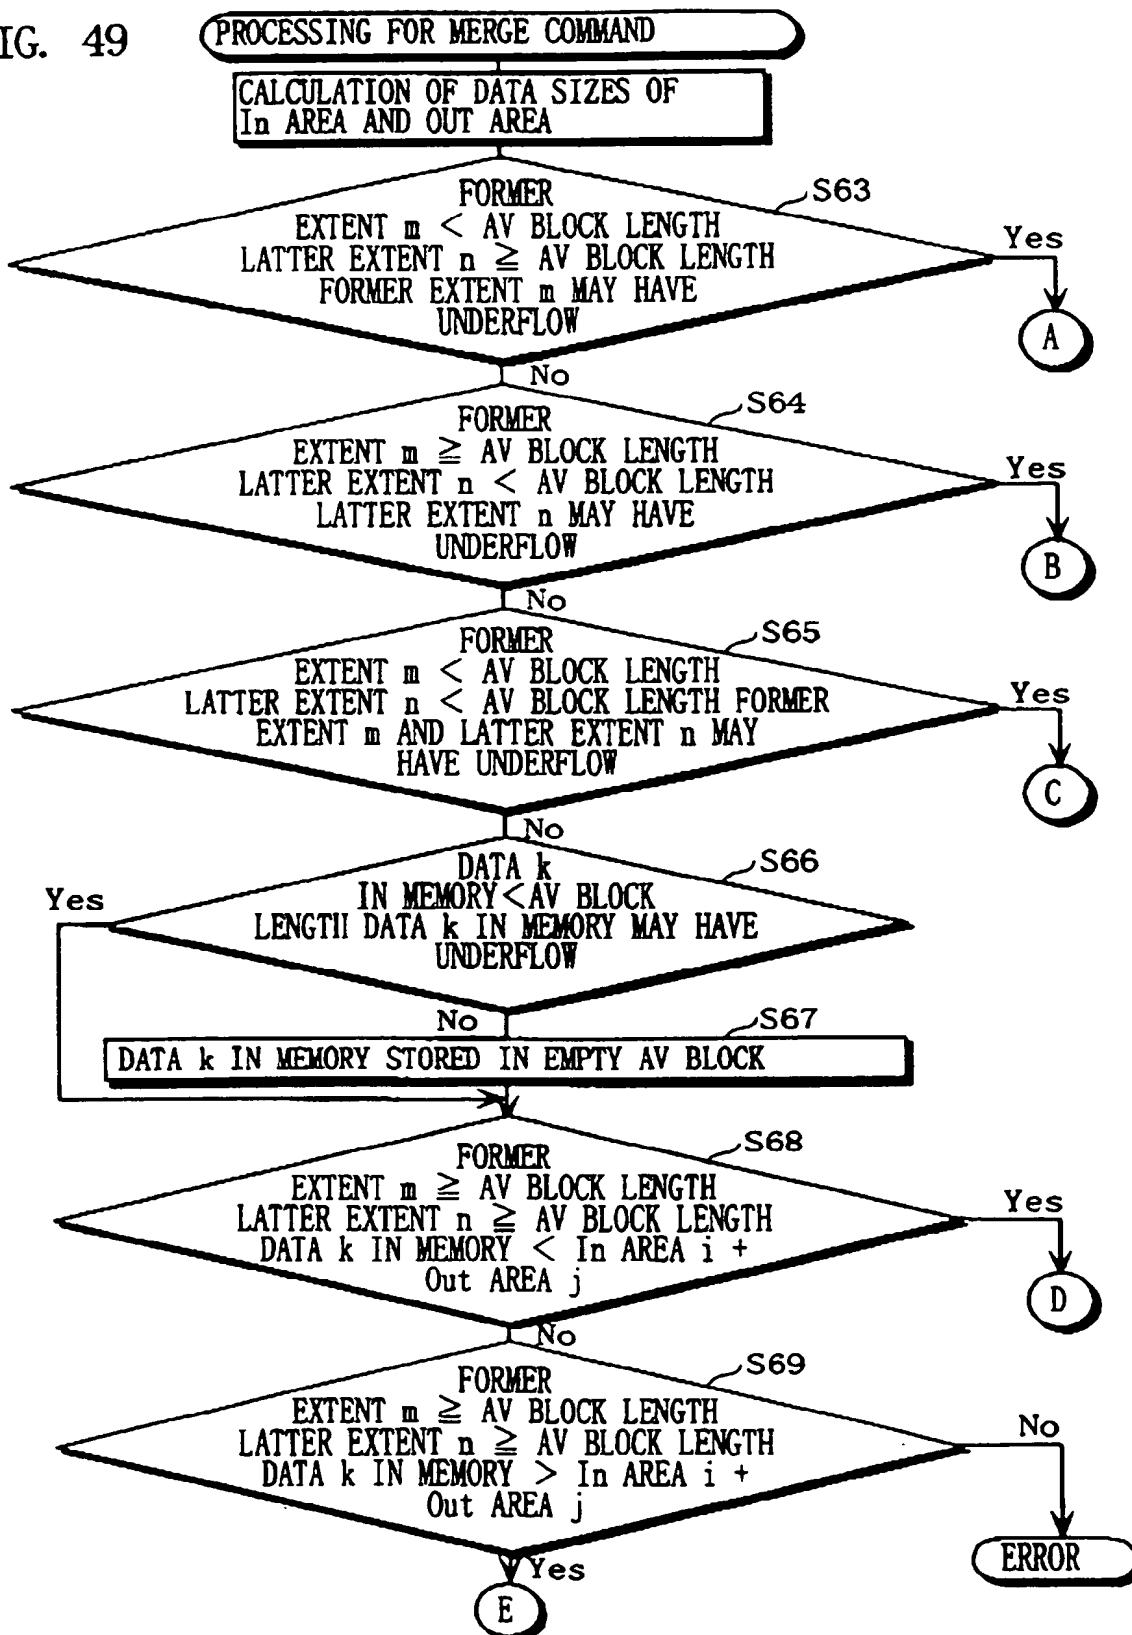 IG. 49
PROCESSING FOR MERGE COMMAND
CALCULATION OF DATA SIZES OF
In AREA AND OUT AREA
S63
FORMER
EXTENT m < AV BLOCK LENGTH
LATTER EXTENT n ≧ AV BLOCK LENGTH
FORMER EXTENT m MAY HAVE
UNDERFLOW
Yes
A
No
S64
FORMER
EXTENT m ≧ AV BLOCK LENGTH
LATTER EXTENT n < AV BLOCK LENGTH
LATTER EXTENT n MAY HAVE
UNDERFLOW
Yes
B
No
S65
FORMER
EXTENT m < AV BLOCK LENGTH
LATTER EXTENT n < AV BLOCK LENGTH FORMER
EXTENT m AND LATTER EXTENT n MAY
HAVE UNDERFLOW
Yes
C
No
S66
DATA k
IN MEMORY<AV BLOCK
LENGTH DATA k IN MEMORY MAY HAVE
UNDERFLOW
Yes
No
S67
DATA k IN MEMORY STORED IN EMPTY AV BLOCK
S68
FORMER
EXTENT m ≧ AV BLOCK LENGTH
LATTER EXTENT n ≧ AV BLOCK LENGTH
DATA k IN MEMORY < In AREA i +
Out AREA j
Yes
D
No
S69
FORMER
EXTENT m ≧ AV BLOCK LENGTH
LATTER EXTENT n ≧ AV BLOCK LENGTH
DATA k IN MEMORY > In AREA i +
Out AREA j
No
ERROR
Yes
E